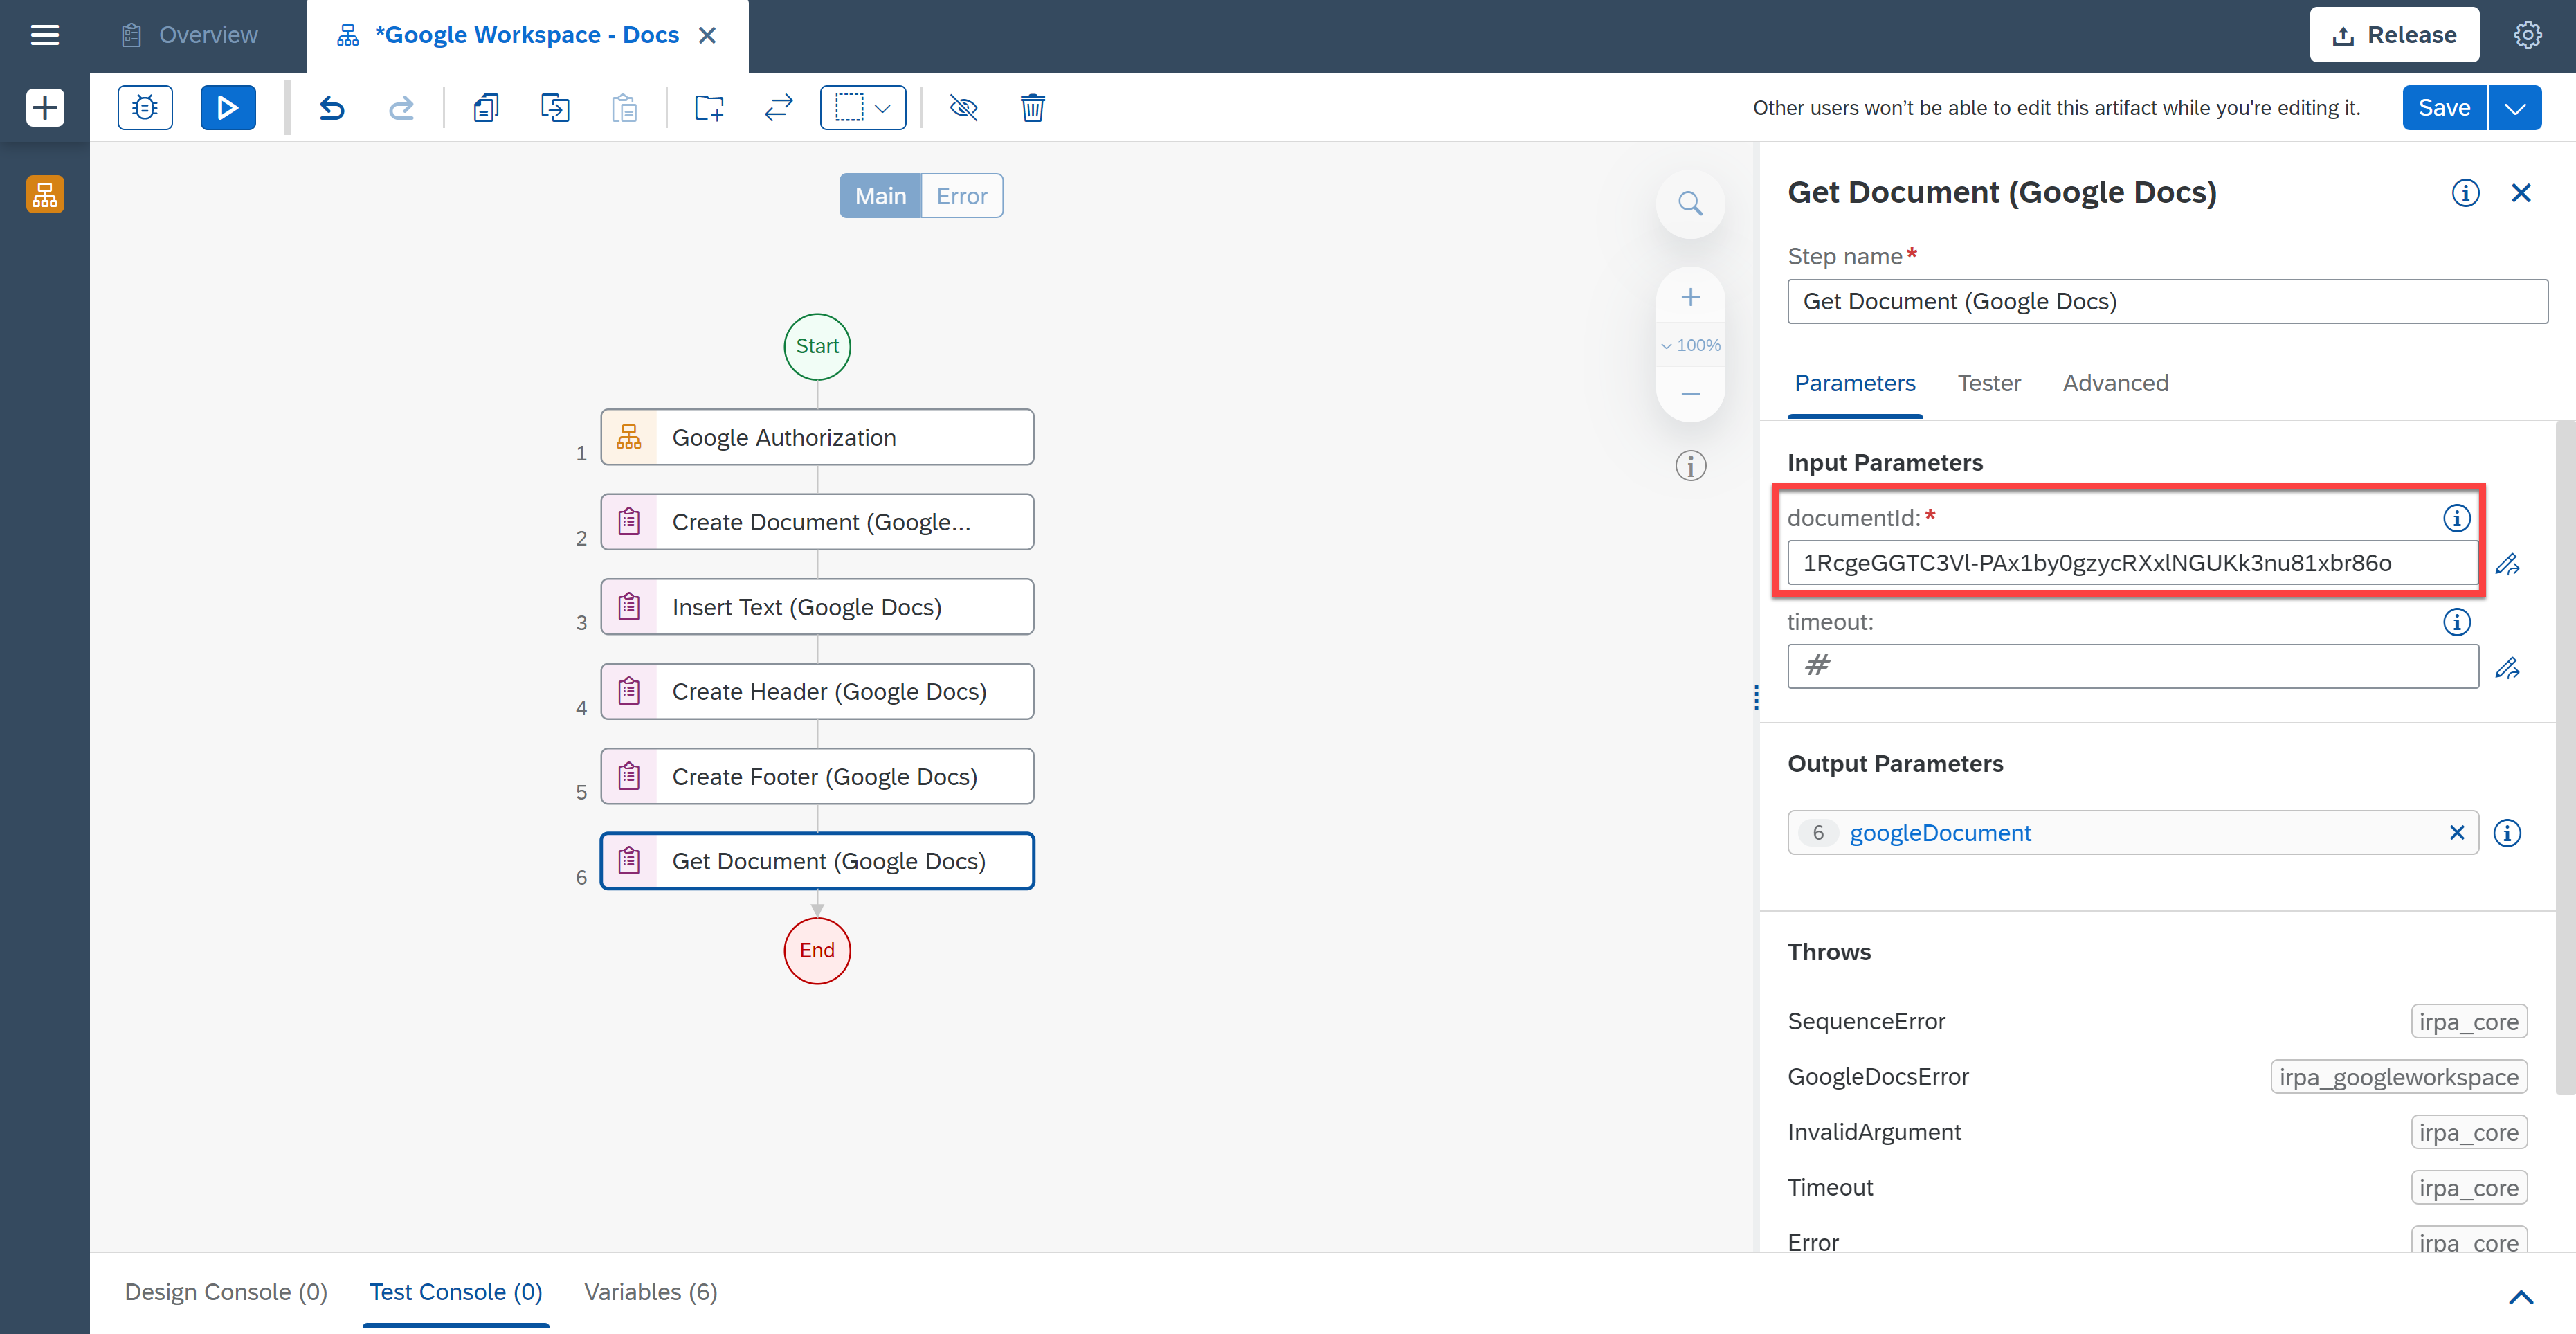 Overview
*Google Workspace - Docs
Release
Other users won't be able to edit this artifact while you're editing it.
Save
Main
Error
100%
Start
1
Google Authorization
2
Create Document (Google...
3
Insert Text (Google Docs)
4
Create Header (Google Docs)
5
Create Footer (Google Docs)
6
Get Document (Google Docs)
End
Get Document (Google Docs)
Step name*
Get Document (Google Docs)
Parameters
Tester
Advanced
Input Parameters
documentId:*
1RcgeGGTC3Vl-PAx1by0gzycRXxlNGUKk3nu81xbr86o
timeout:
#
Output Parameters
6 googleDocument
Throws
SequenceError irpa_core
GoogleDocsError irpa_googleworkspace
InvalidArgument irpa_core
Timeout irpa_core
Error irpa_core
Design Console (0)
Test Console (0)
Variables (6)